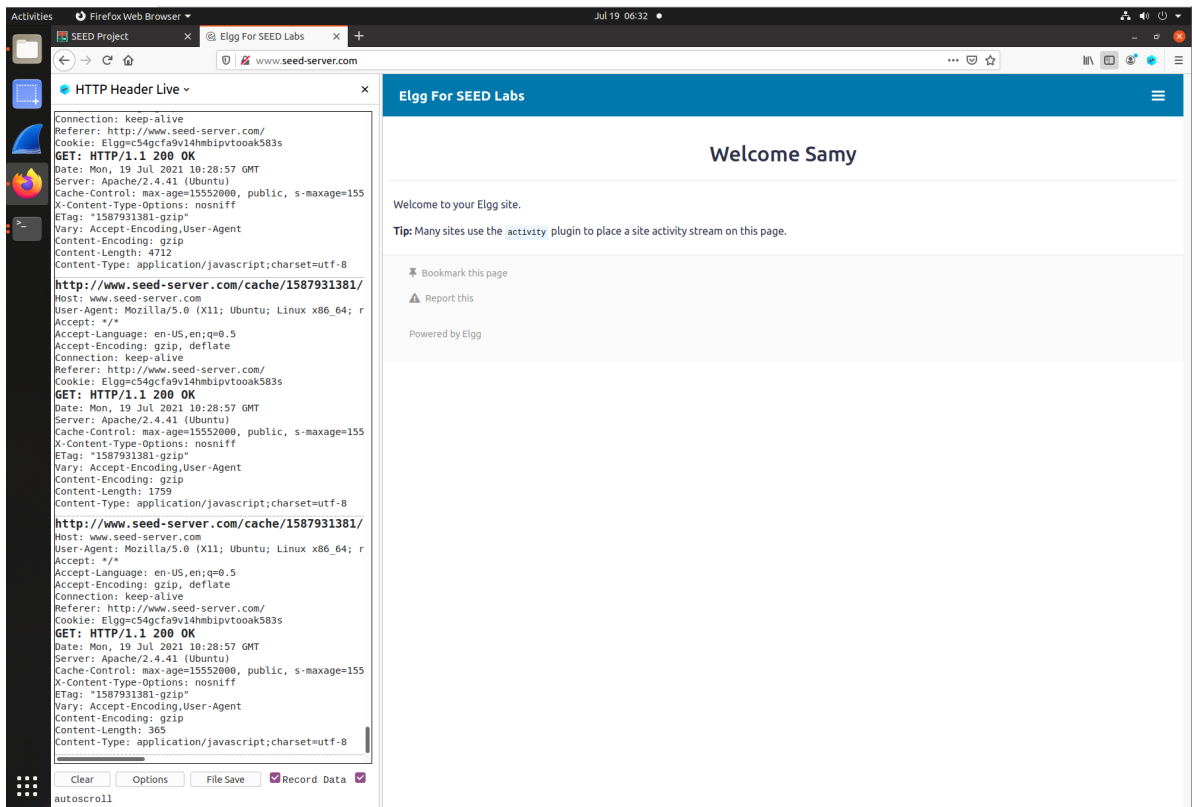 Activities Firefox Web Browser Jul 19 06:32
SEED Project × Elgg For SEED Labs × +
www.seed-server.com
HTTP Header Live ×
Connection: keep-alive
Referer: http://www.seed-server.com/
Cookie: Elgg=c54gcfa9v14hmbipvtooak583s
GET: HTTP/1.1 200 OK
Date: Mon, 19 Jul 2021 10:28:57 GMT
Server: Apache/2.4.41 (Ubuntu)
Cache-Control: max-age=15552000, public, s-maxage=155
X-Content-Type-Options: nosniff
ETag: "1587931381-gzip"
Vary: Accept-Encoding,User-Agent
Content-Encoding: gzip
Content-Length: 4712
Content-Type: application/javascript;charset=utf-8
http://www.seed-server.com/cache/1587931381/
Host: www.seed-server.com
User-Agent: Mozilla/5.0 (X11; Ubuntu; Linux x86_64; r
Accept: */*
Accept-Language: en-US,en;q=0.5
Accept-Encoding: gzip, deflate
Connection: keep-alive
Referer: http://www.seed-server.com/
Cookie: Elgg=c54gcfa9v14hmbipvtooak583s
GET: HTTP/1.1 200 OK
Date: Mon, 19 Jul 2021 10:28:57 GMT
Server: Apache/2.4.41 (Ubuntu)
Cache-Control: max-age=15552000, public, s-maxage=155
X-Content-Type-Options: nosniff
ETag: "1587931381-gzip"
Vary: Accept-Encoding,User-Agent
Content-Encoding: gzip
Content-Length: 1759
Content-Type: application/javascript;charset=utf-8
http://www.seed-server.com/cache/1587931381/
Host: www.seed-server.com
User-Agent: Mozilla/5.0 (X11; Ubuntu; Linux x86_64; r
Accept: */*
Accept-Language: en-US,en;q=0.5
Accept-Encoding: gzip, deflate
Connection: keep-alive
Referer: http://www.seed-server.com/
Cookie: Elgg=c54gcfa9v14hmbipvtooak583s
GET: HTTP/1.1 200 OK
Date: Mon, 19 Jul 2021 10:28:57 GMT
Server: Apache/2.4.41 (Ubuntu)
Cache-Control: max-age=15552000, public, s-maxage=155
X-Content-Type-Options: nosniff
ETag: "1587931381-gzip"
Vary: Accept-Encoding,User-Agent
Content-Encoding: gzip
Content-Length: 365
Content-Type: application/javascript;charset=utf-8
Clear Options File Save Record Data
autoscroll
Elgg For SEED Labs
Welcome Samy
Welcome to your Elgg site.
Tip: Many sites use the activity plugin to place a site activity stream on this page.
Bookmark this page
Report this
Powered by Elgg